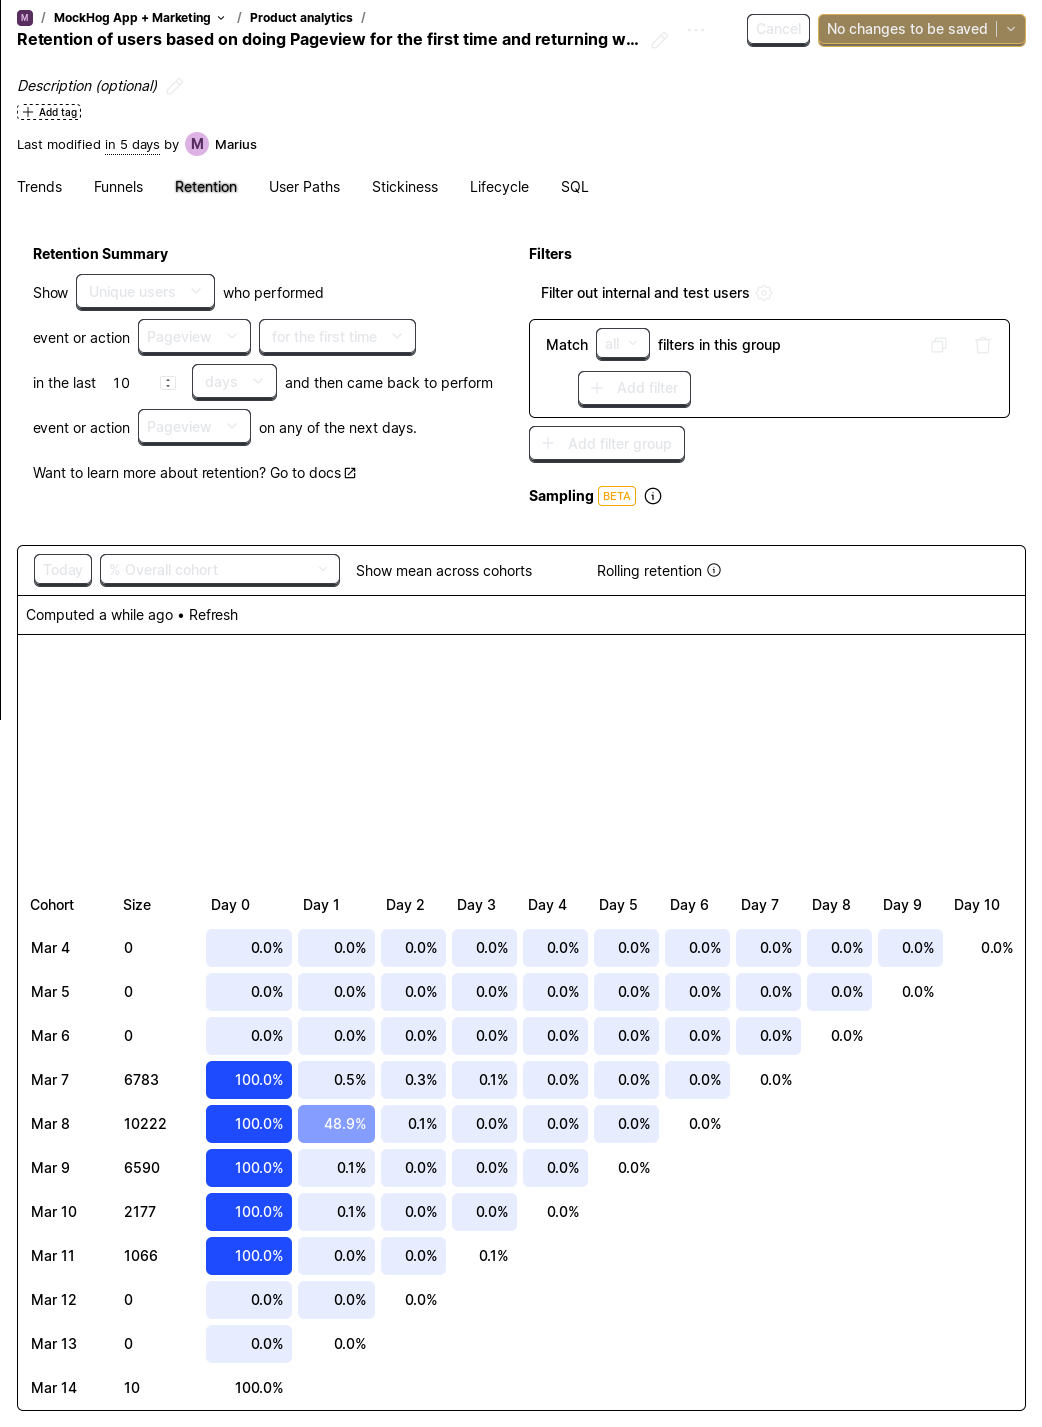 M / MockHog App + Marketing / Product analytics /
Retention of users based on doing Pageview for the first time and returning w...
Cancel
No changes to be saved
Description (optional)
Add tag
Last modified in 5 days by M Marius
Trends Funnels Retention User Paths Stickiness Lifecycle SQL
Retention Summary
Show Unique users who performed
event or action Pageview for the first time
in the last 10 days and then came back to perform
event or action Pageview on any of the next days.
Want to learn more about retention? Go to docs
Filters
Filter out internal and test users
Match all filters in this group
Add filter
Add filter group
Sampling BETA
Today % Overall cohort Show mean across cohorts Rolling retention
Computed a while ago • Refresh
Cohort Size Day 0 Day 1 Day 2 Day 3 Day 4 Day 5 Day 6 Day 7 Day 8 Day 9 Day 10
Mar 4 0 0.0% 0.0% 0.0% 0.0% 0.0% 0.0% 0.0% 0.0% 0.0% 0.0% 0.0%
Mar 5 0 0.0% 0.0% 0.0% 0.0% 0.0% 0.0% 0.0% 0.0% 0.0% 0.0%
Mar 6 0 0.0% 0.0% 0.0% 0.0% 0.0% 0.0% 0.0% 0.0% 0.0%
Mar 7 6783 100.0% 0.5% 0.3% 0.1% 0.0% 0.0% 0.0% 0.0%
Mar 8 10222 100.0% 48.9% 0.1% 0.0% 0.0% 0.0% 0.0%
Mar 9 6590 100.0% 0.1% 0.0% 0.0% 0.0% 0.0%
Mar 10 2177 100.0% 0.1% 0.0% 0.0% 0.0%
Mar 11 1066 100.0% 0.0% 0.0% 0.1%
Mar 12 0 0.0% 0.0% 0.0%
Mar 13 0 0.0% 0.0%
Mar 14 10 100.0%